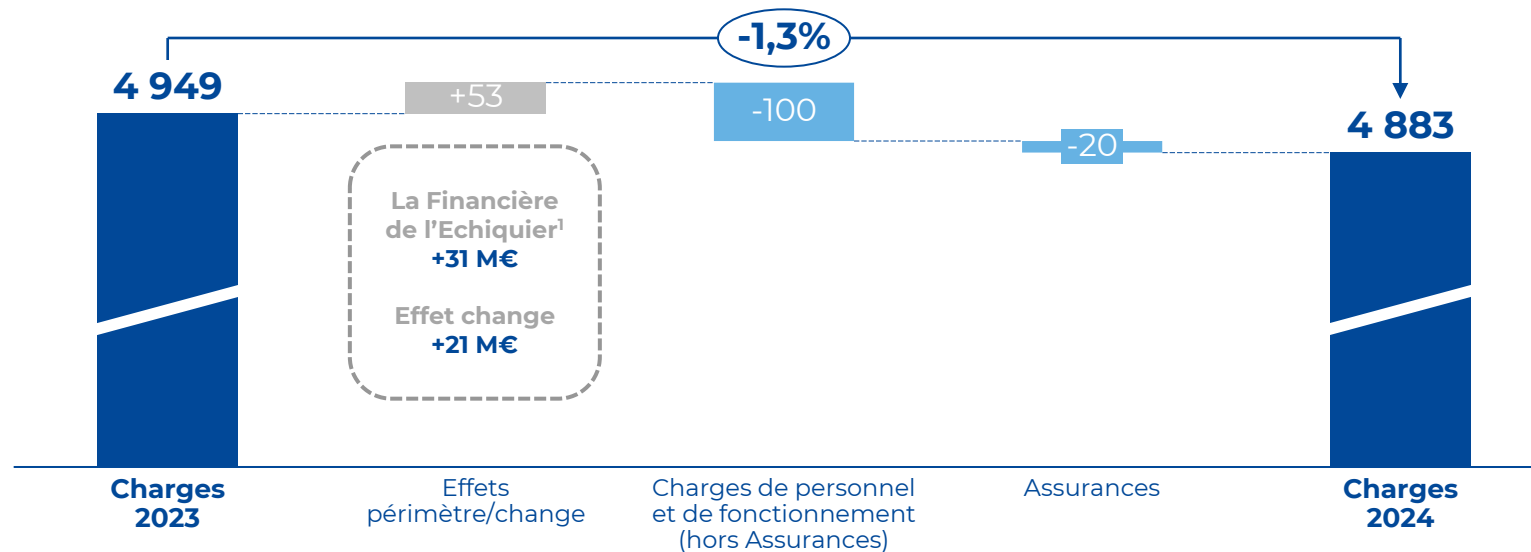 -1,3%
4 949
+53
-100
-20
4 883
La Financière
de l’Echiquier¹
+31 M€
Effet change
+21 M€
Charges
2023
Effets
périmètre/change
Charges de personnel
et de fonctionnement
(hors Assurances)
Assurances
Charges
2024